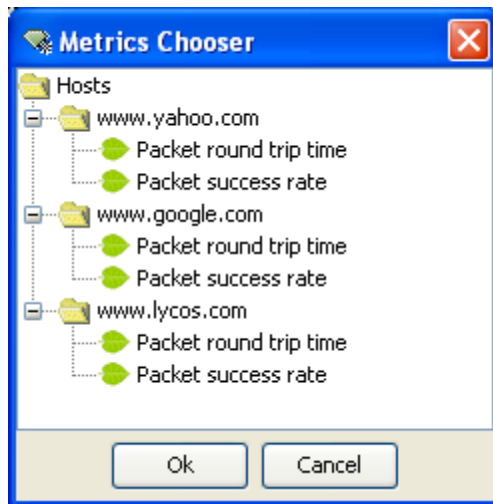 Metrics Chooser
Hosts
www.yahoo.com
Packet round trip time
Packet success rate
www.google.com
Packet round trip time
Packet success rate
www.lycos.com
Packet round trip time
Packet success rate
Ok Cancel